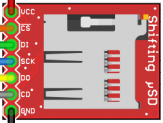 VCC
CS
DI
SCK
DO
CD
GND
Shifting µSD